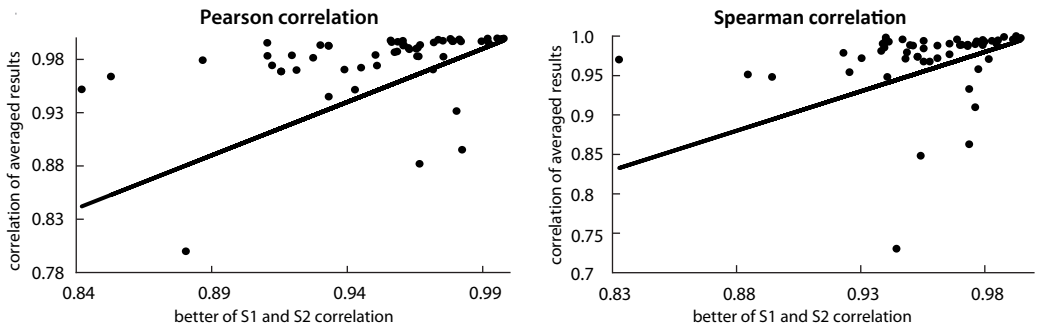 Pearson correlation
correlation of averaged results
0.98
0.93
0.88
0.83
0.78
0.84 0.89 0.94 0.99
better of S1 and S2 correlation
Spearman correlation
correlation of averaged results
1.0
0.95
0.9
0.85
0.8
0.75
0.7
0.83 0.88 0.93 0.98
better of S1 and S2 correlation